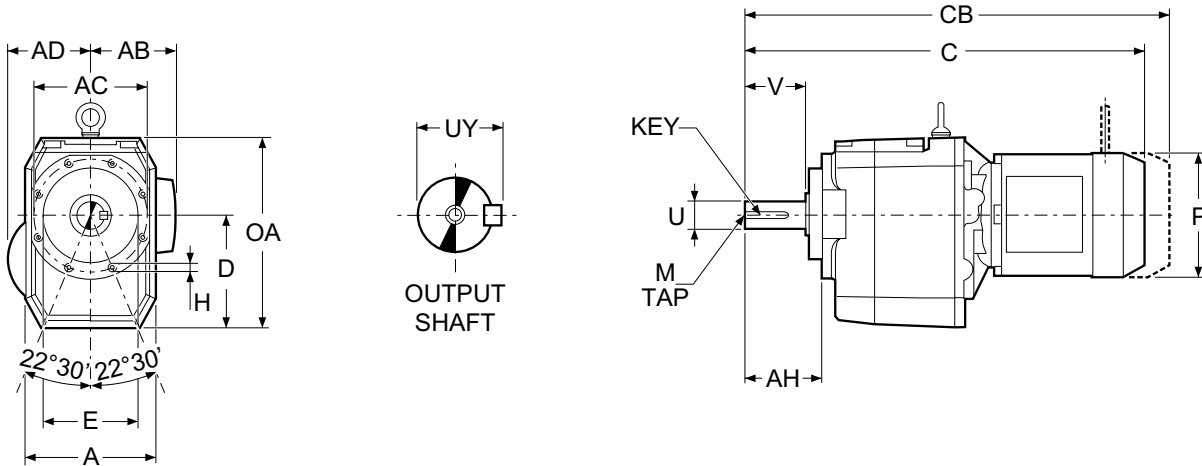 CB
C
AD
AB
AC
V
UY
KEY
U
P
OA
D
H
M
TAP
OUTPUT
SHAFT
22°30’
22°30’
AH
E
A